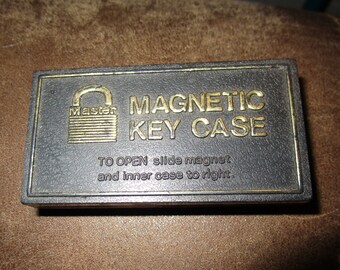 Master
MAGNETIC
KEY CASE
TO OPEN slide magnet
and inner case to right.